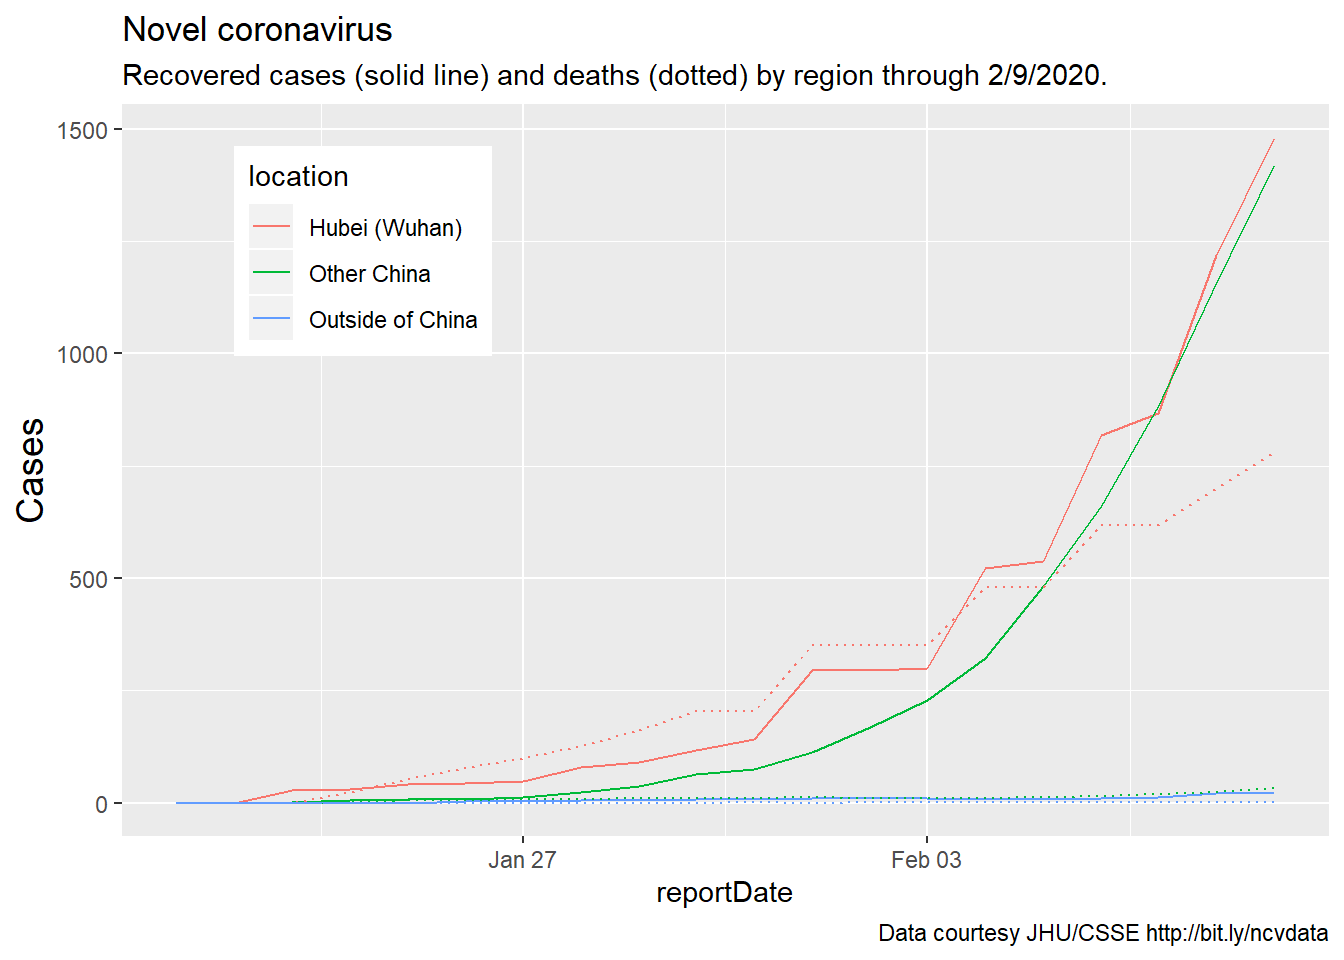 Novel coronavirus
Recovered cases (solid line) and deaths (dotted) by region through 2/9/2020.
1500
1000
500
0
Cases
location
Hubei (Wuhan)
Other China
Outside of China
Jan 27
Feb 03
reportDate
Data courtesy JHU/CSSE http://bit.ly/ncvdata